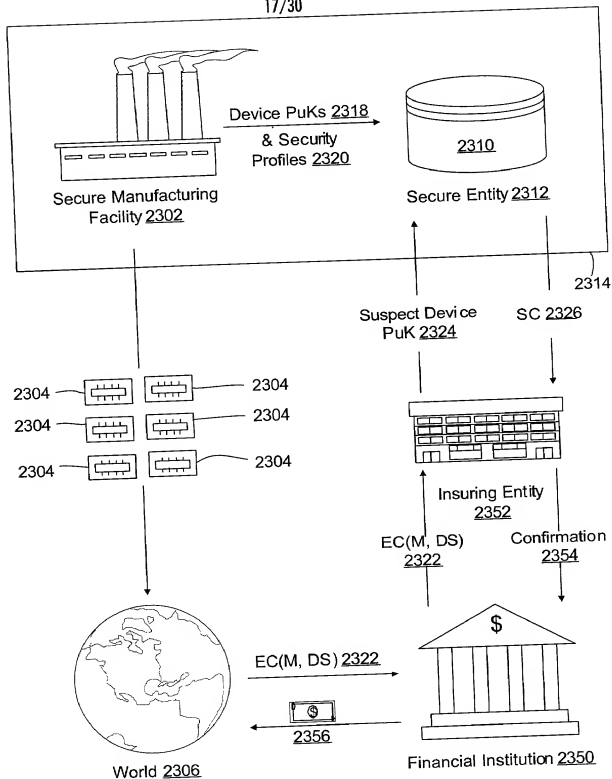 17/30
Device PuKs 2318
& Security
Profiles 2320
2310
Secure Manufacturing
Facility 2302
Secure Entity 2312
2314
Suspect Device
PuK 2324
SC 2326
2304
2304
2304
2304
2304
2304
Insuring Entity
2352
EC(M, DS)
2322
Confirmation
2354
$
EC(M, DS) 2322
$
2356
World 2306
Financial Institution 2350